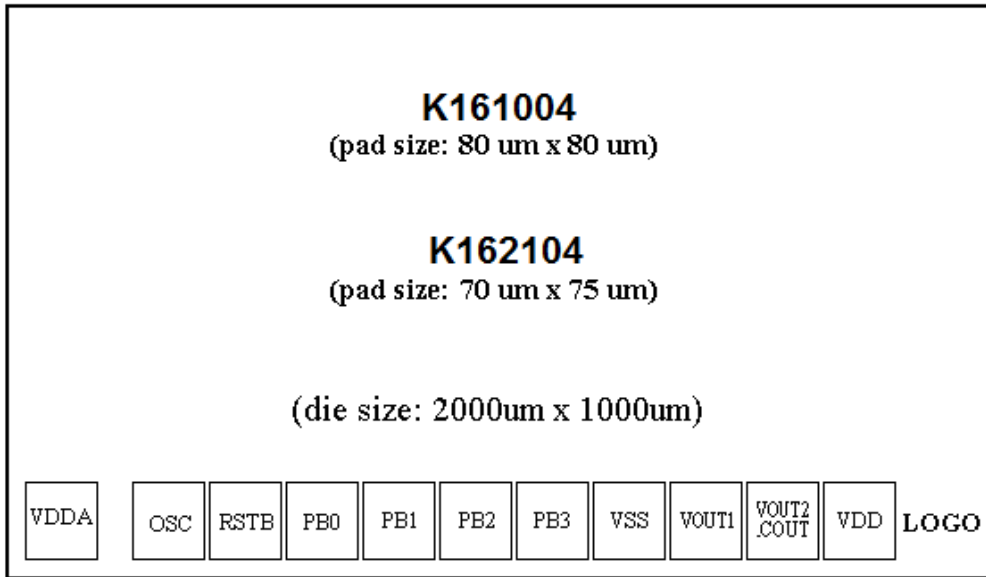 K161004
(pad size: 80 um x 80 um)
K162104
(pad size: 70 um x 75 um)
(die size: 2000um x 1000um)
VDDA
OSC
RSTB
PB0
PB1
PB2
PB3
VSS
VOUT1
VOUT2
.COUT
VDD
LOGO